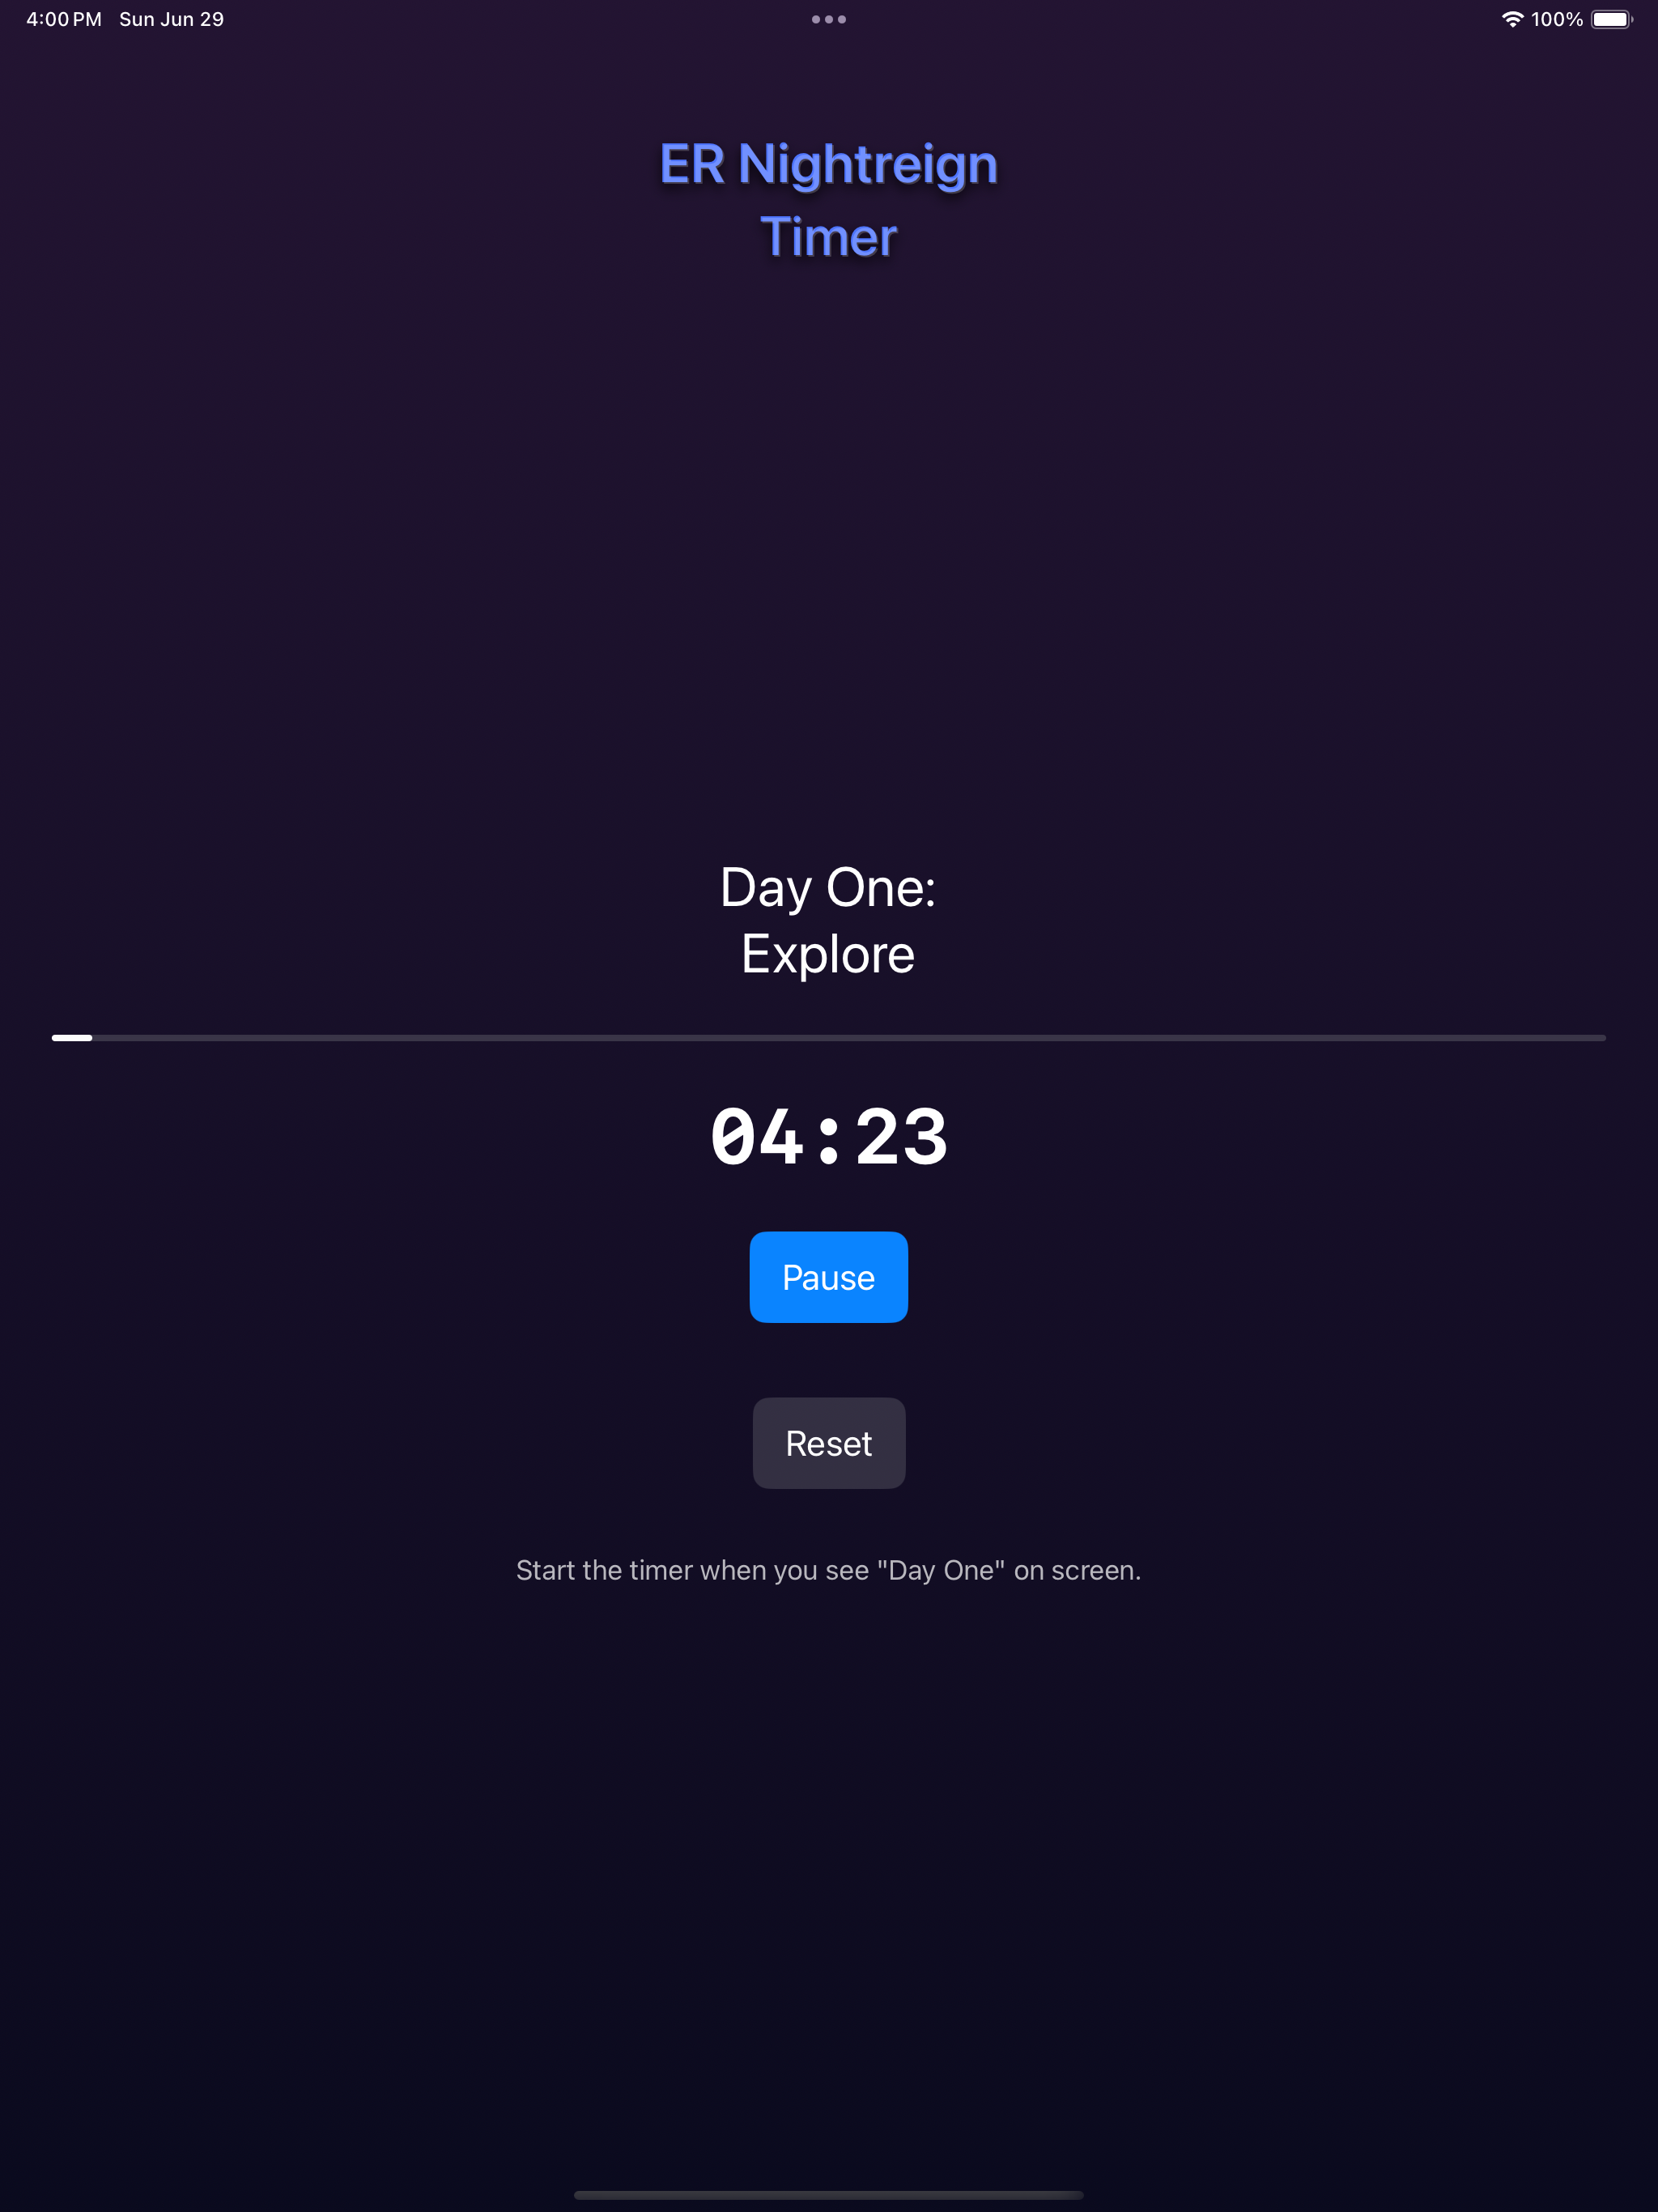 4:00 PM Sun Jun 29 100%
ER Nightreign
Timer
Day One:
Explore
04:23
Pause
Reset
Start the timer when you see "Day One" on screen.